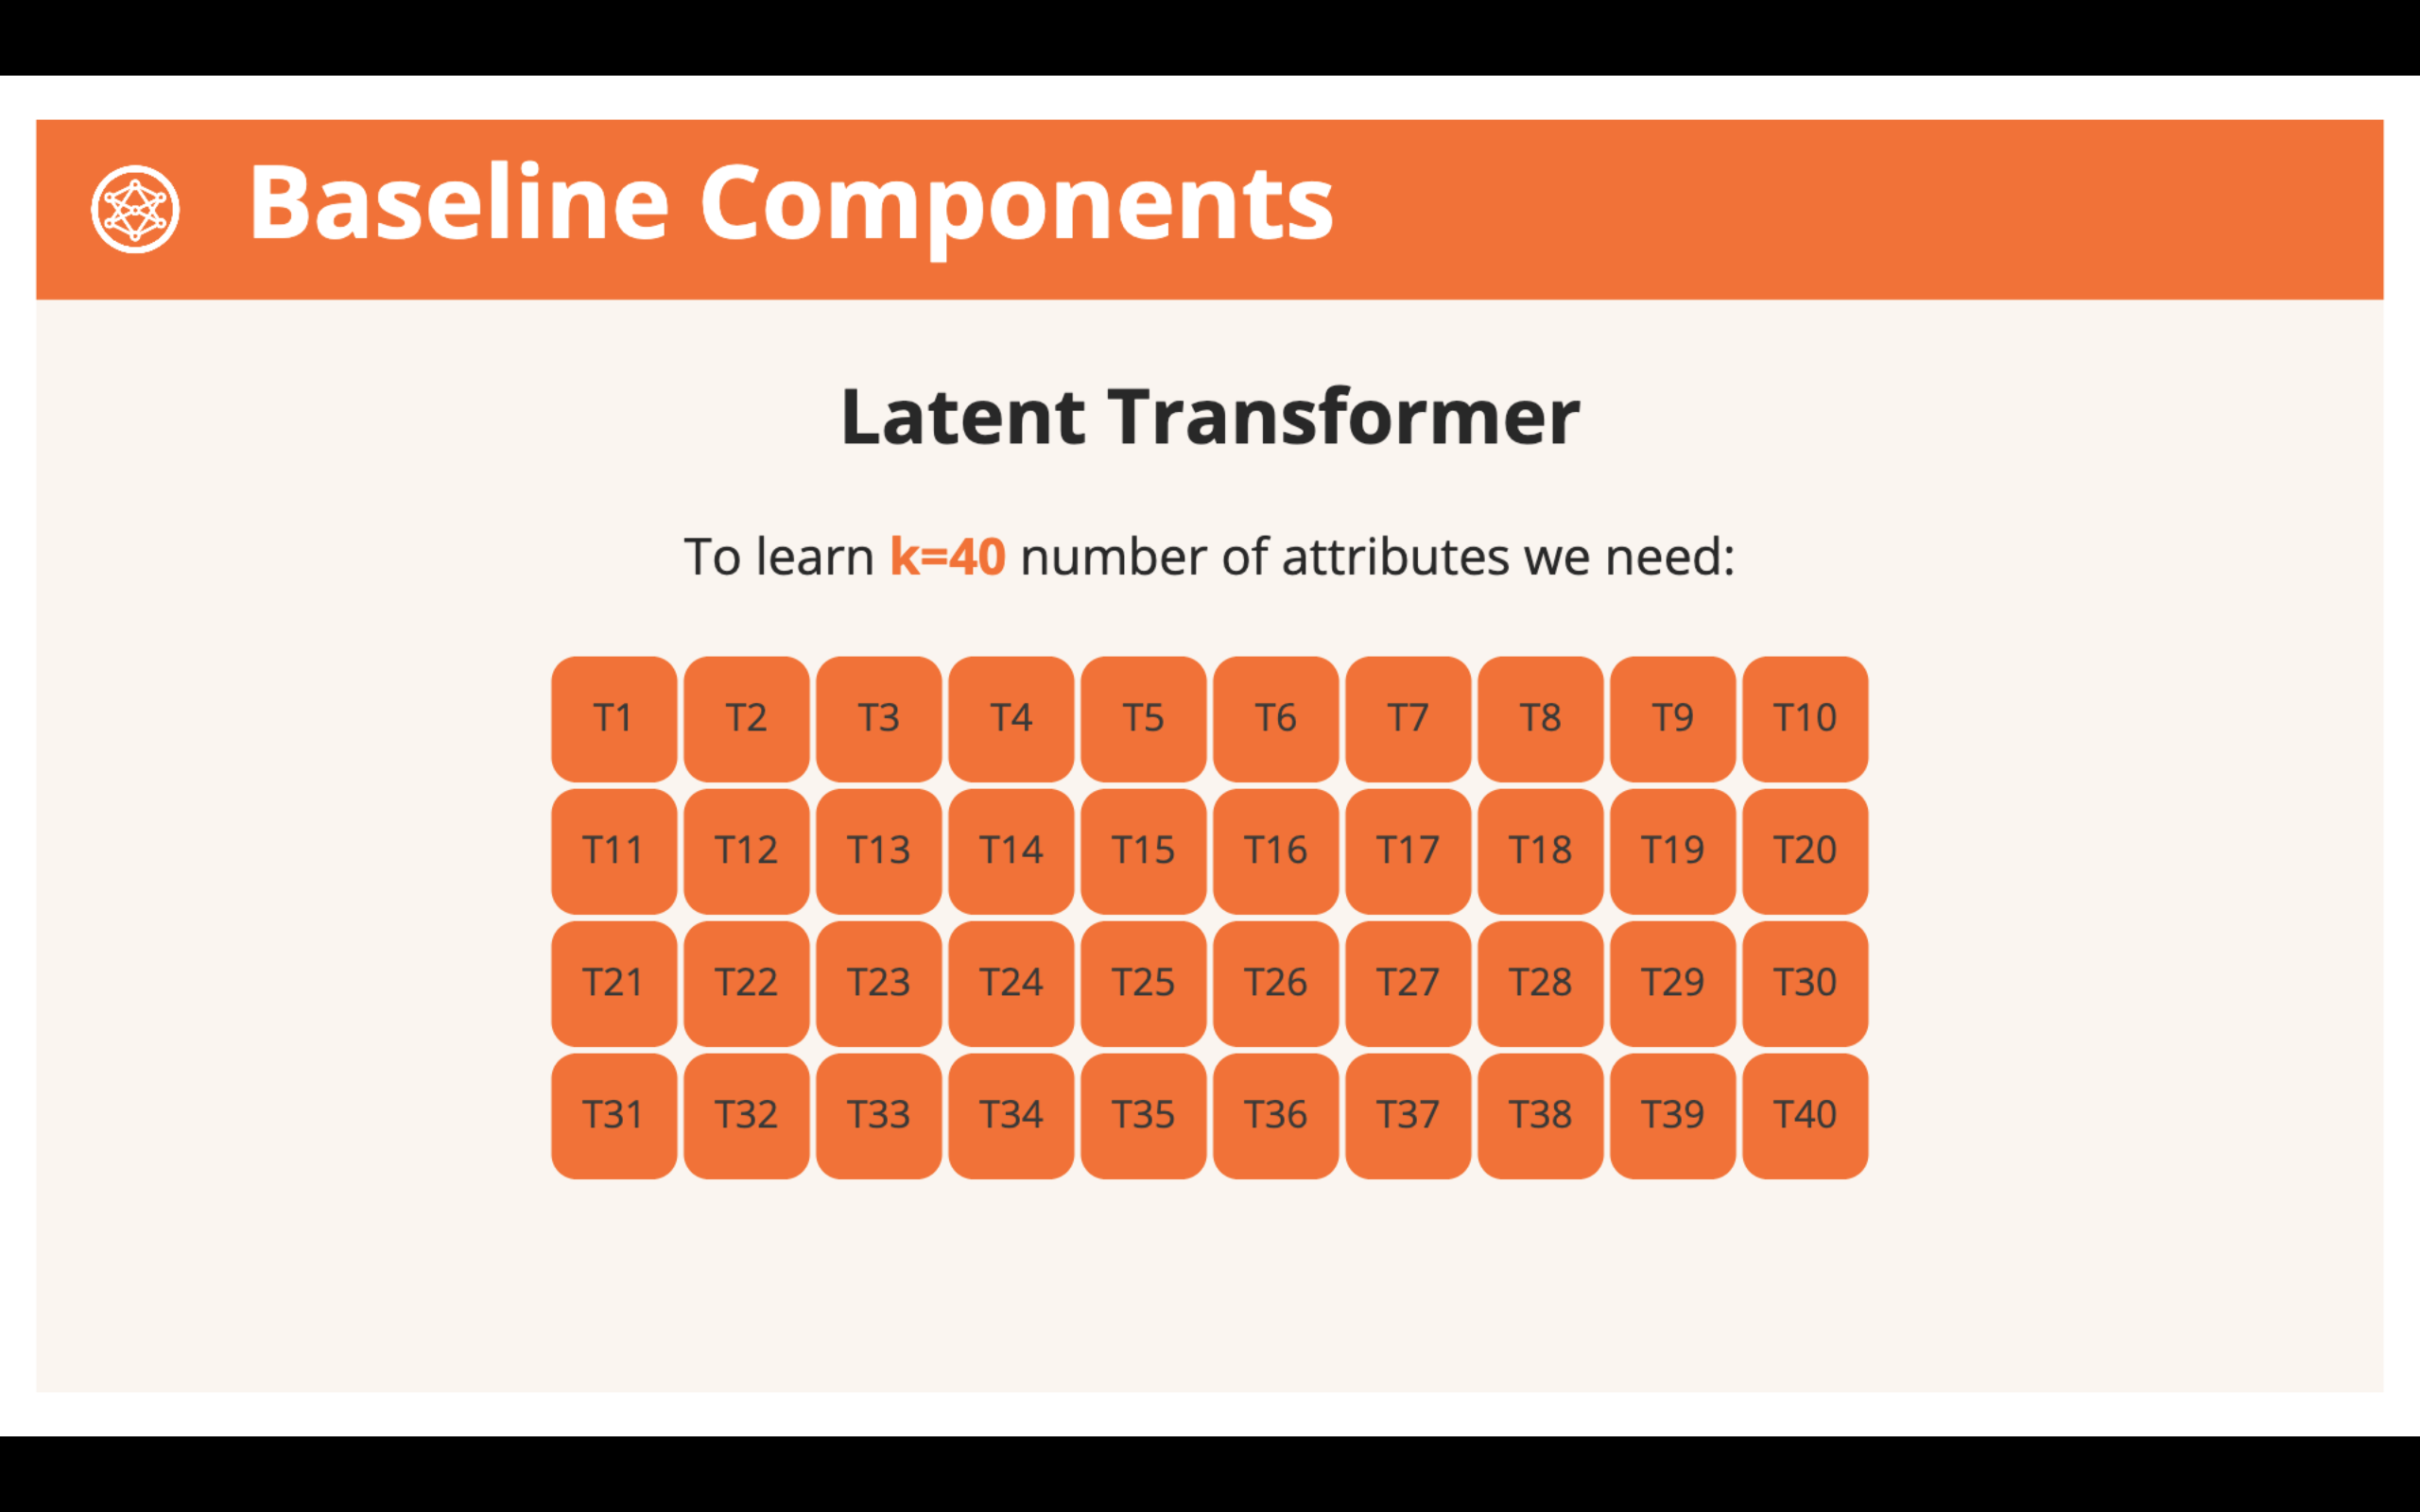 Baseline Components
Latent Transformer
To learn k=40 number of attributes we need:
T1 T2 T3 T4 T5 T6 T7 T8 T9 T10
T11 T12 T13 T14 T15 T16 T17 T18 T19 T20
T21 T22 T23 T24 T25 T26 T27 T28 T29 T30
T31 T32 T33 T34 T35 T36 T37 T38 T39 T40